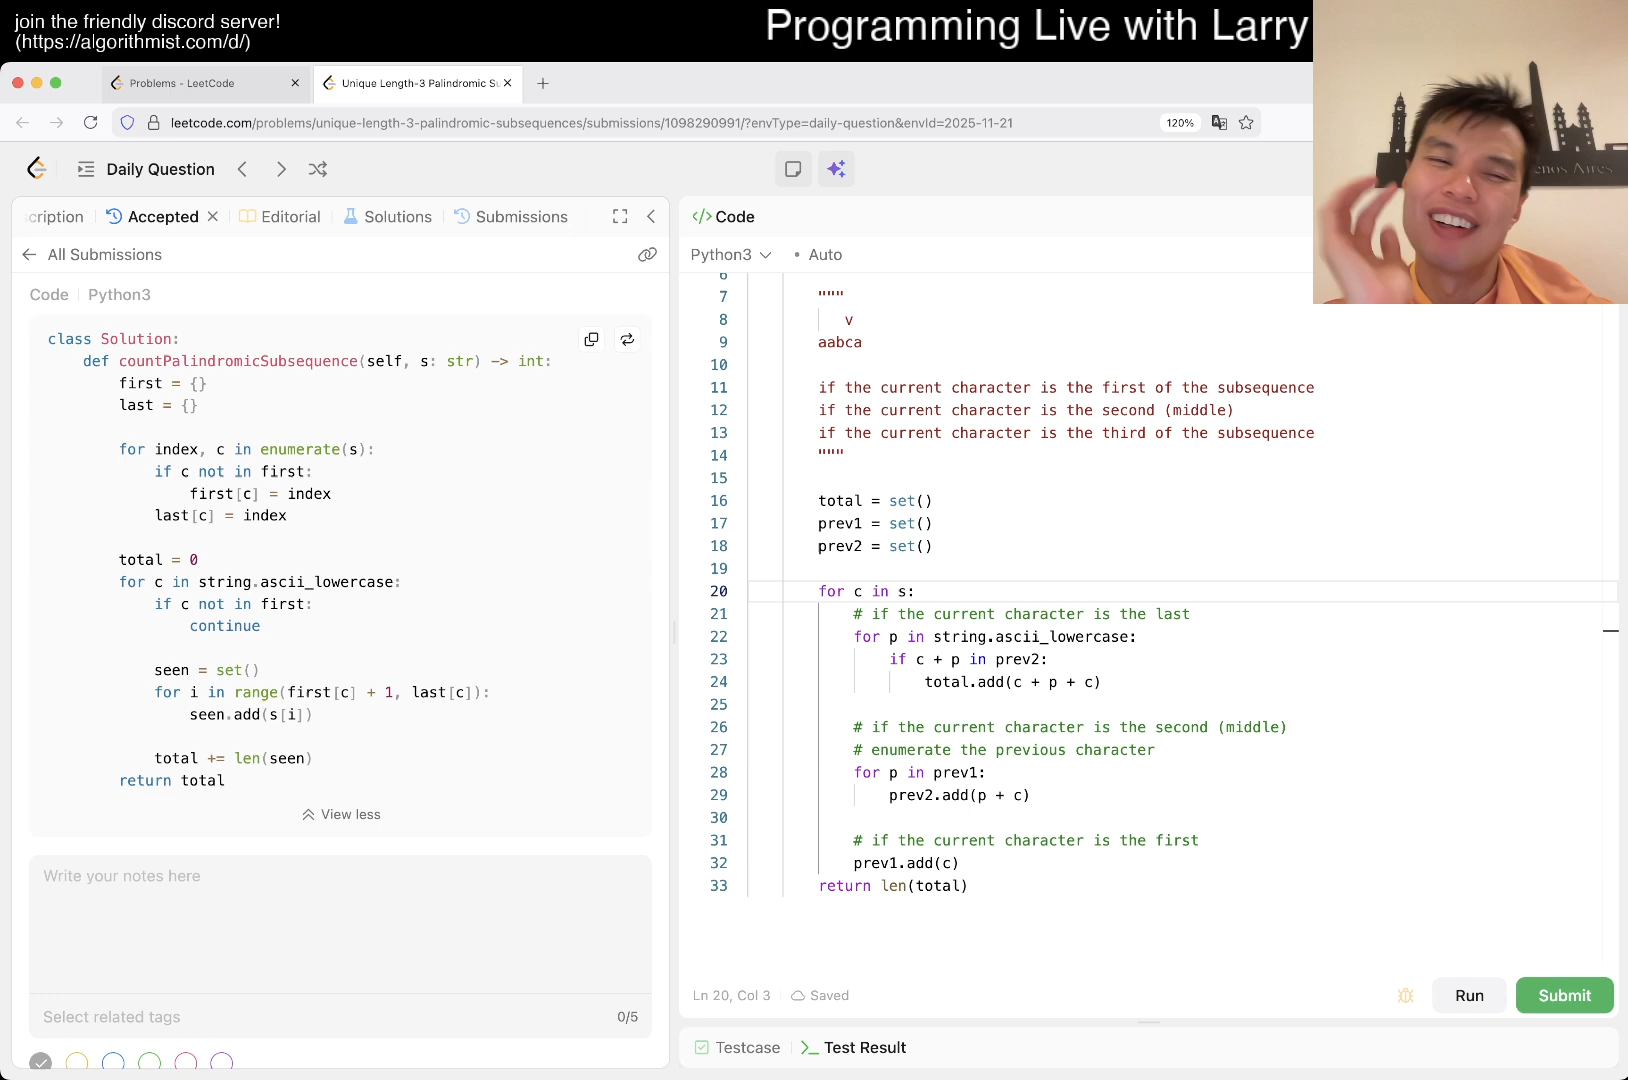 join the friendly discord server!
(https://algorithmist.com/d/)
Programming Live with Larry
Problems - LeetCode
Unique Length-3 Palindromic Su
leetcode.com/problems/unique-length-3-palindromic-subsequences/submissions/1098290991/?envType=daily-question&envId=2025-11-21
120%
Daily Question
enos Aires
cription
Accepted
Editorial
Solutions
Submissions
All Submissions
Code
Python3
class Solution:
def countPalindromicSubsequence(self, s: str) -> int:
first = {}
last = {}
for index, c in enumerate(s):
if c not in first:
first[c] = index
last[c] = index
total = 0
for c in string.ascii_lowercase:
if c not in first:
continue
seen = set()
for i in range(first[c] + 1, last[c]):
seen.add(s[i])
total += len(seen)
return total
View less
Write your notes here
Select related tags
0/5
</> Code
Python3
• Auto
6
7 """
8 v
9 aabca
10
11 if the current character is the first of the subsequence
12 if the current character is the second (middle)
13 if the current character is the third of the subsequence
14 """
15
16 total = set()
17 prev1 = set()
18 prev2 = set()
19
20 for c in s:
21 # if the current character is the last
22 for p in string.ascii_lowercase:
23 if c + p in prev2:
24 total.add(c + p + c)
25
26 # if the current character is the second (middle)
27 # enumerate the previous character
28 for p in prev1:
29 prev2.add(p + c)
30
31 # if the current character is the first
32 prev1.add(c)
33 return len(total)
Ln 20, Col 3
Saved
Run
Submit
Testcase
Test Result